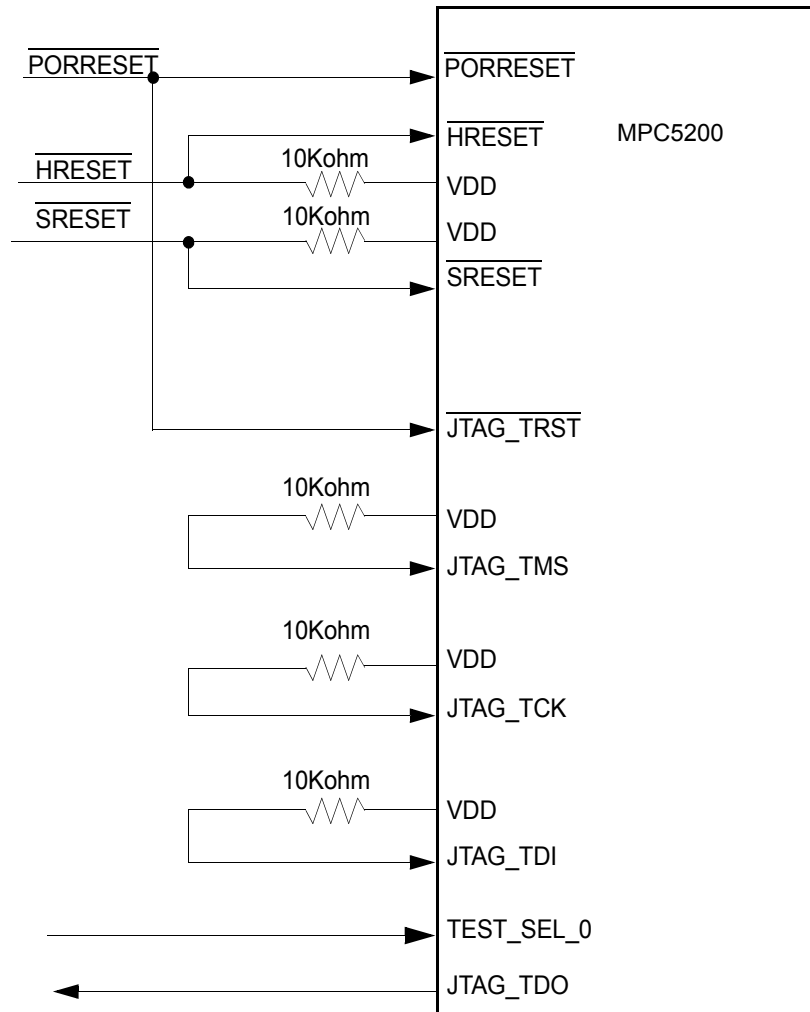 PORRESET
PORRESET
HRESET
MPC5200
10Kohm
HRESET
VDD
10Kohm
SRESET
VDD
SRESET
JTAG_TRST
10Kohm
VDD
JTAG_TMS
10Kohm
VDD
JTAG_TCK
10Kohm
VDD
JTAG_TDI
TEST_SEL_0
JTAG_TDO